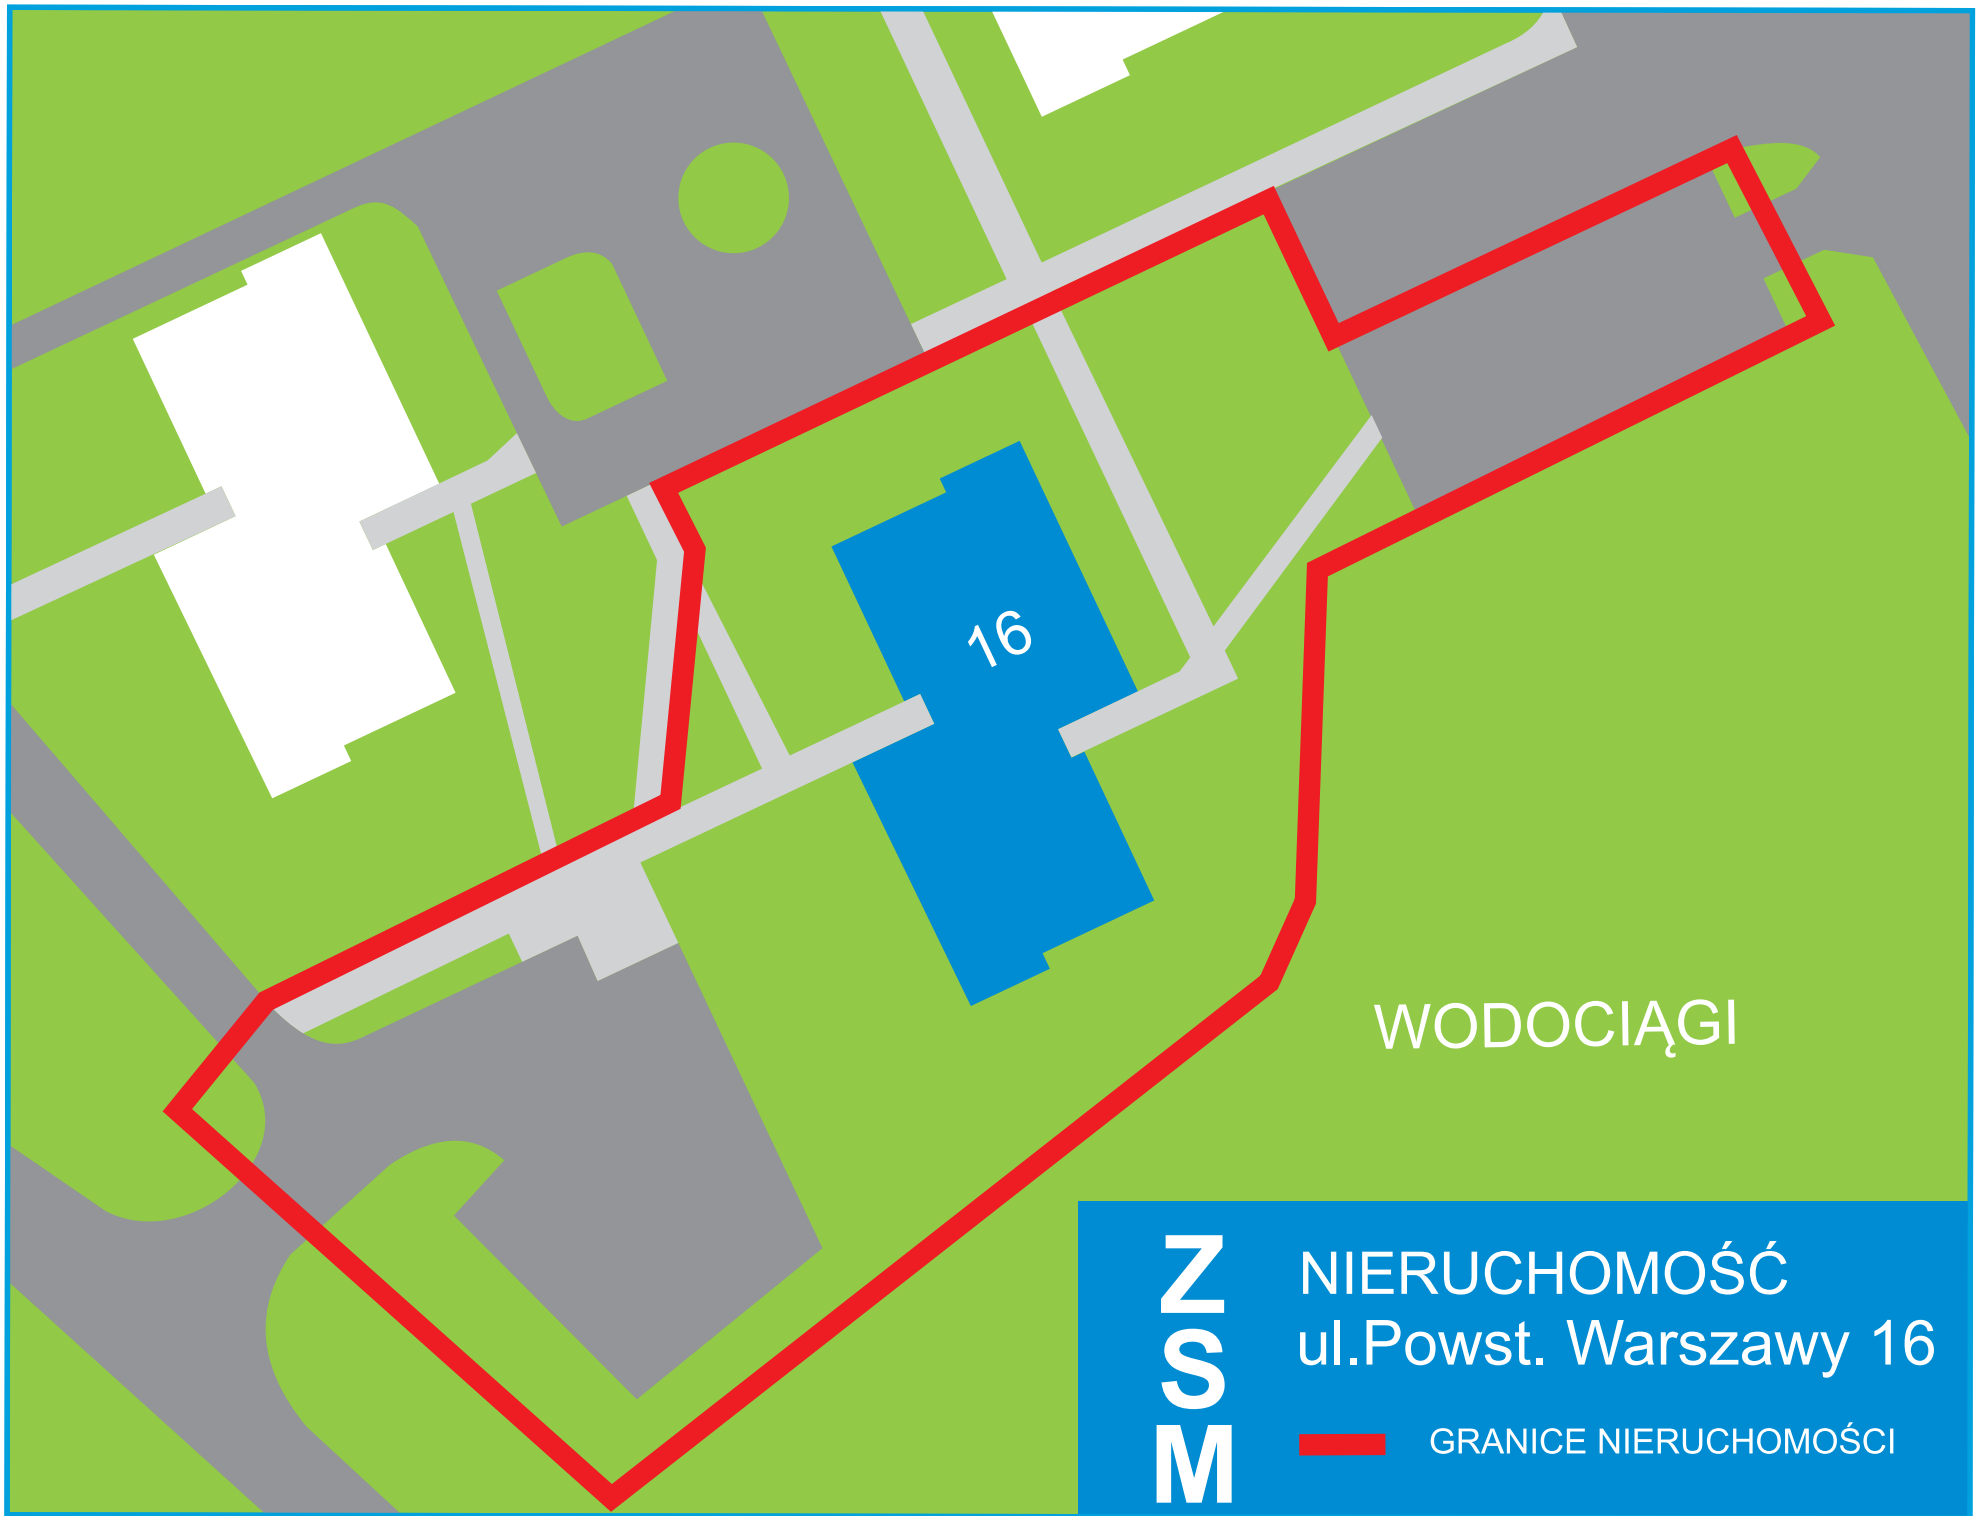 16
WODOCIĄGI
Z
S
M
NIERUCHOMOŚĆ
ul.Powst. Warszawy 16
GRANICE NIERUCHOMOŚCI